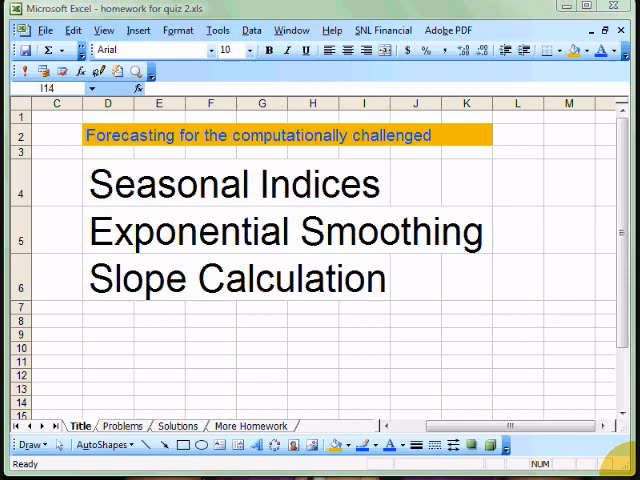 Microsoft Excel - homework for quiz 2.xls
File Edit View Insert Format Tools Data Window Help SNL Financial Adobe PDF
Arial 10 B I U $ % ,
fx
I14 fx
C D E F G H I J K L M
1
2 Forecasting for the computationally challenged
3
4 Seasonal Indices
5 Exponential Smoothing
6 Slope Calculation
7
8
9
10
11
12
13
14
15
Title Problems Solutions More Homework
Draw AutoShapes
Ready NUM